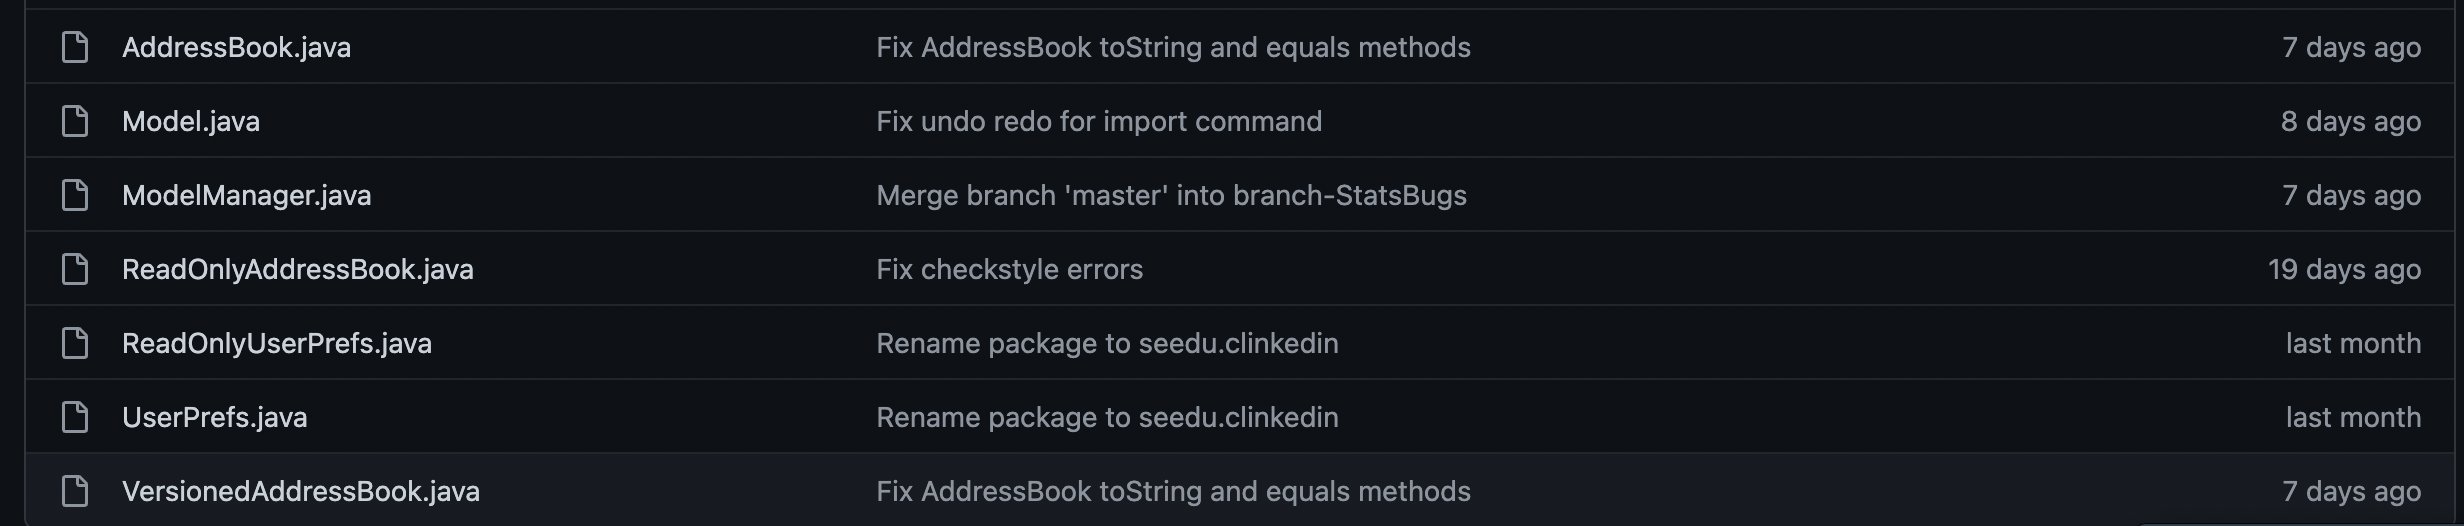 AddressBook.java Fix AddressBook toString and equals methods 7 days ago
Model.java Fix undo redo for import command 8 days ago
ModelManager.java Merge branch 'master' into branch-StatsBugs 7 days ago
ReadOnlyAddressBook.java Fix checkstyle errors 19 days ago
ReadOnlyUserPrefs.java Rename package to seedu.clinkedin last month
UserPrefs.java Rename package to seedu.clinkedin last month
VersionedAddressBook.java Fix AddressBook toString and equals methods 7 days ago